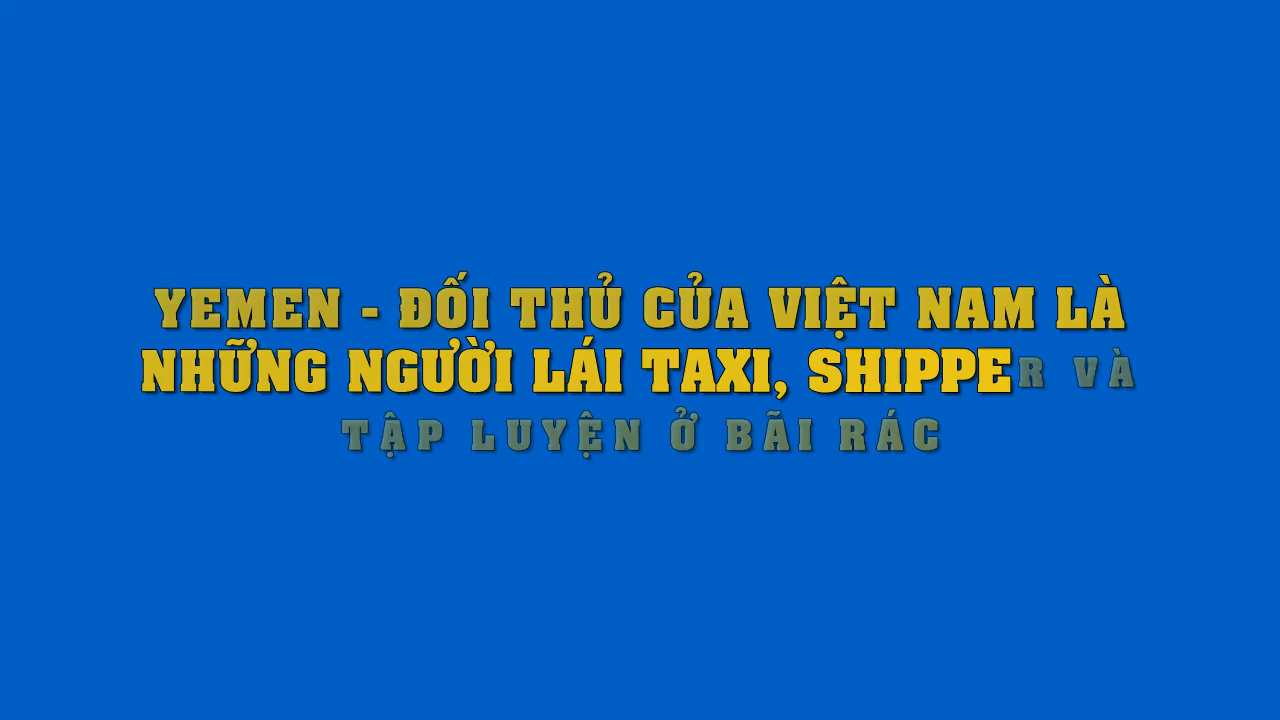 YEMEN - ĐỐI THỦ CỦA VIỆT NAM LÀ
NHỮNG NGƯỜI LÁI TAXI, SHIPPER VÀ
TẬP LUYỆN Ở BÃI RÁC